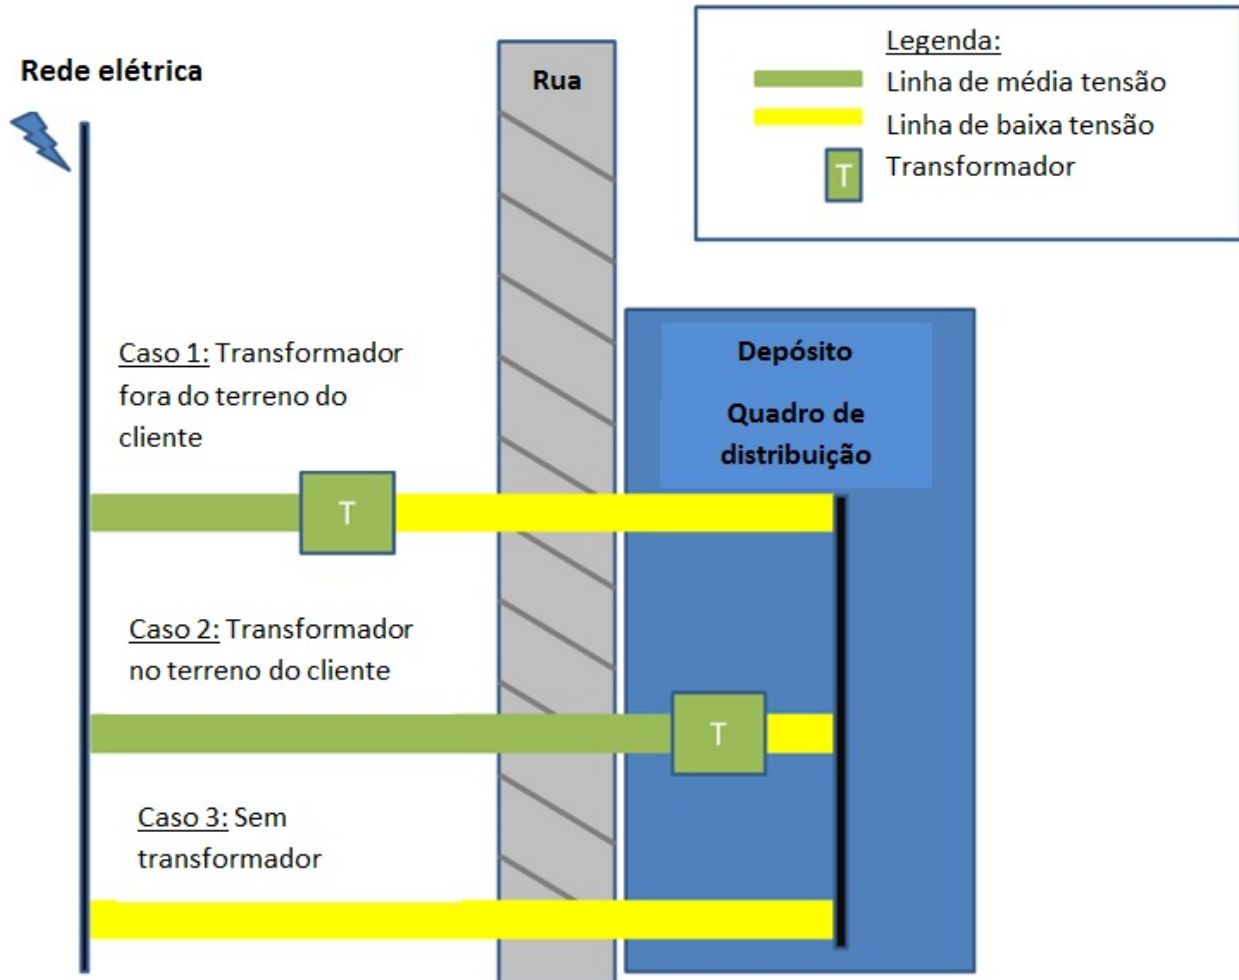 Rede elétrica
Rua
Legenda:
Linha de média tensão
Linha de baixa tensão
T
Transformador
Caso 1: Transformador
fora do terreno do
cliente
Depósito
Quadro de
distribuição
T
Caso 2: Transformador
no terreno do cliente
T
Caso 3: Sem
transformador